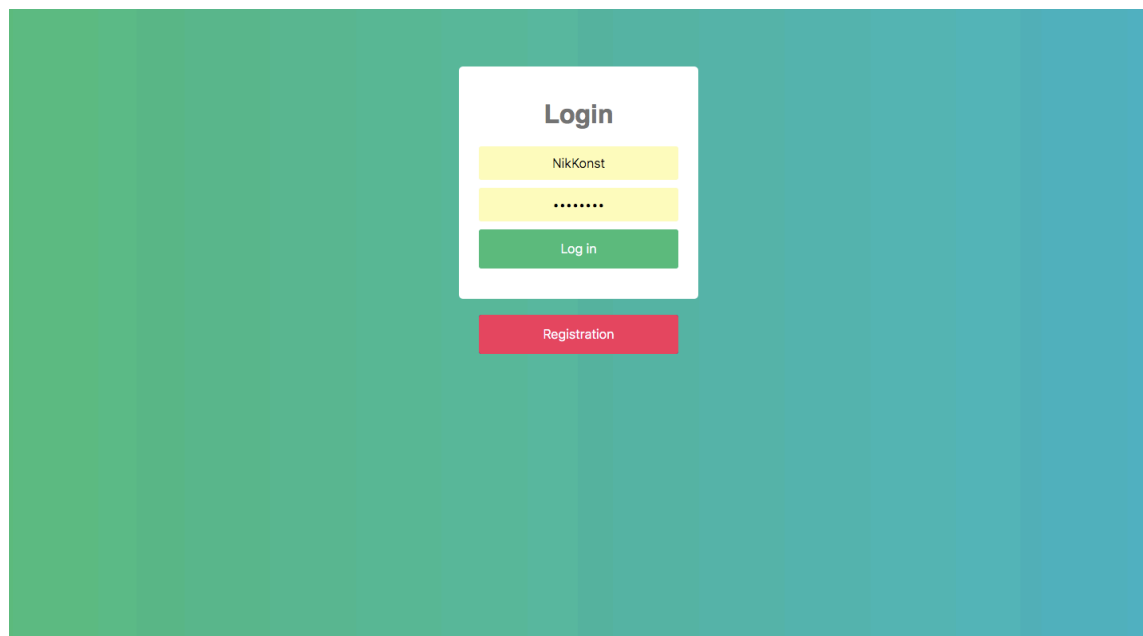 Login
NikKonst
••••••••
Log in
Registration